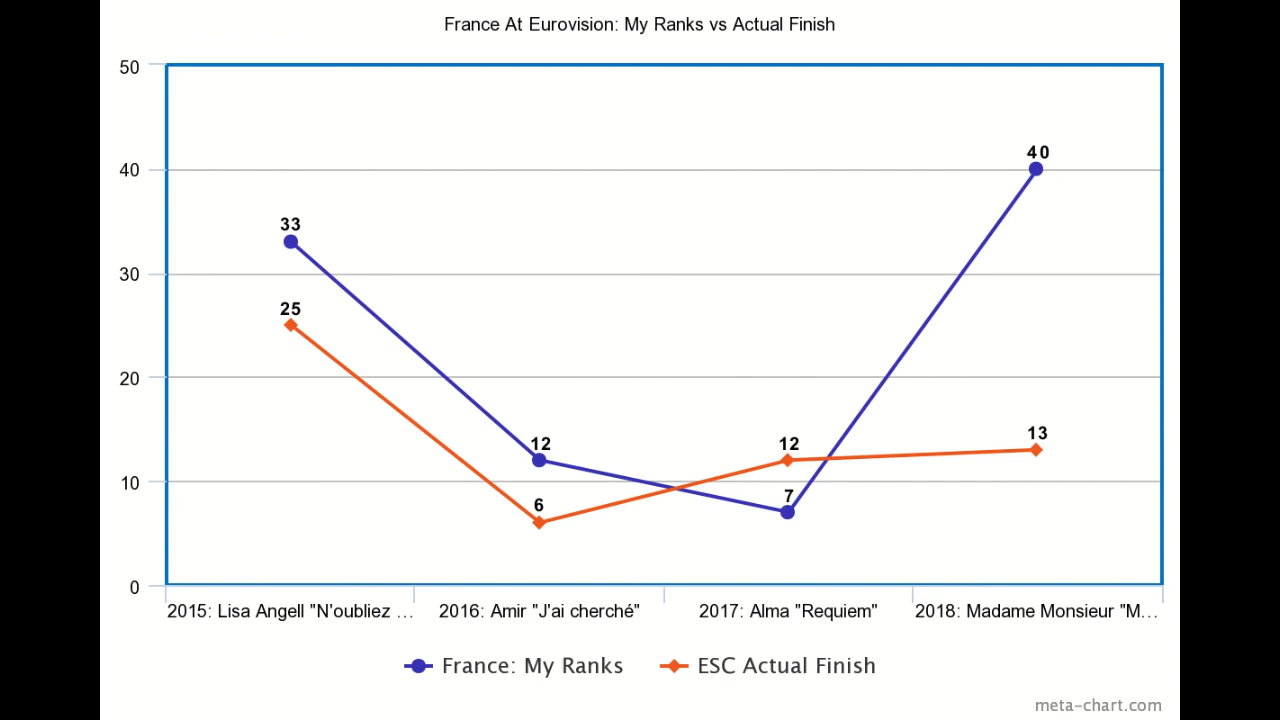 France At Eurovision: My Ranks vs Actual Finish
50
40
30
20
10
0
33
12
7
40
25
6
12
13
2015: Lisa Angell "N'oubliez ...
2016: Amir "J'ai cherché"
2017: Alma "Requiem"
2018: Madame Monsieur "M...
France: My Ranks
ESC Actual Finish
meta-chart.com